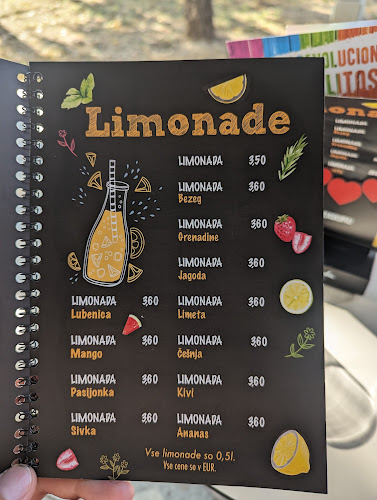 Limonade
LIMONADA 3,50
LIMONADA 3,60
Bezeg
LIMONADA 3,60
Grenadine
LIMONADA 3,60
Jagoda
LIMONADA 3,60
Lubenica
LIMONADA 3,60
Limeta
LIMONADA 3,60
Mango
LIMONADA 3,60
Češnja
LIMONADA 3,60
Pasijonka
LIMONADA 3,60
Kivi
LIMONADA 3,60
Sivka
LIMONADA 3,60
Ananas
Vse limonade so 0,5l.
Vse cene so v EUR.